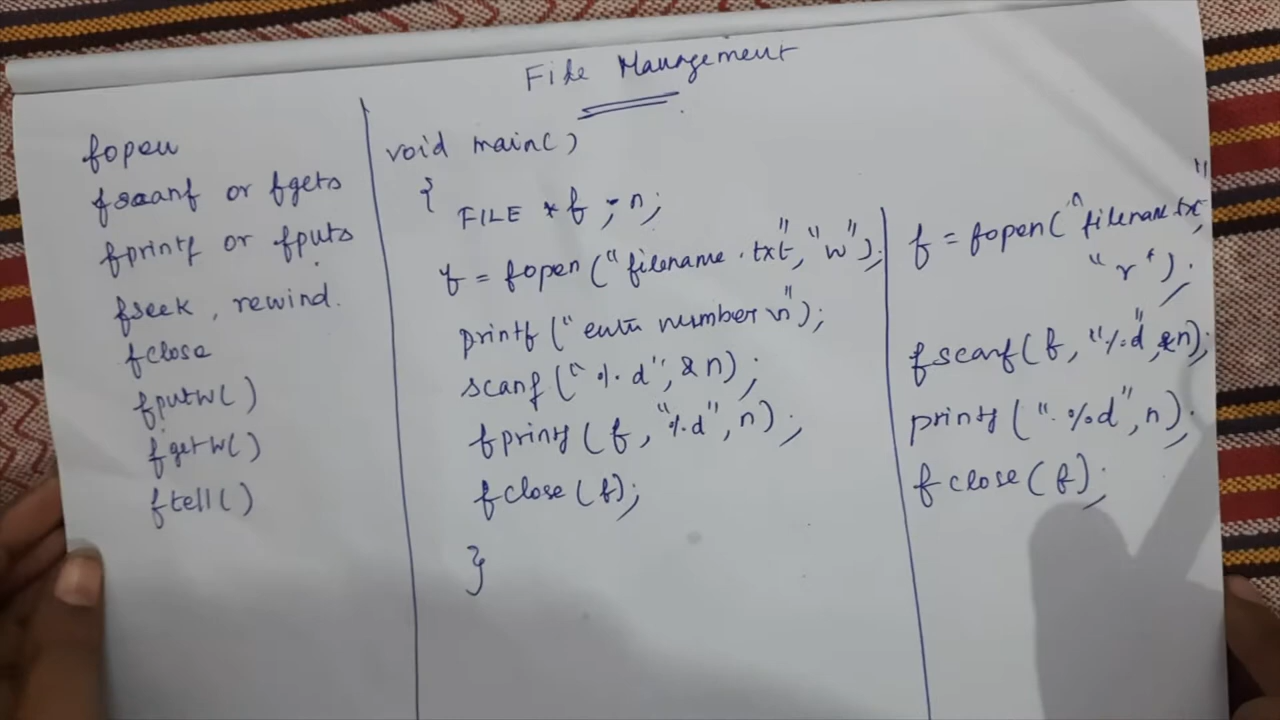 File Management
fopen
fscanf or fgets
fprintf or fputs
fseek, rewind.
fclose
fputw()
fgetw()
ftell()
void main()
{
FILE *f; n;
f = fopen("filename.txt", "w");
printf("enter number \n");
scanf("%d", &n);
fprintf(f, "%d", n);
fclose(f);
}
f = fopen("filename.txt",
"r");
fscanf(f, "%d", &n);
printf("%d", n);
fclose(f);